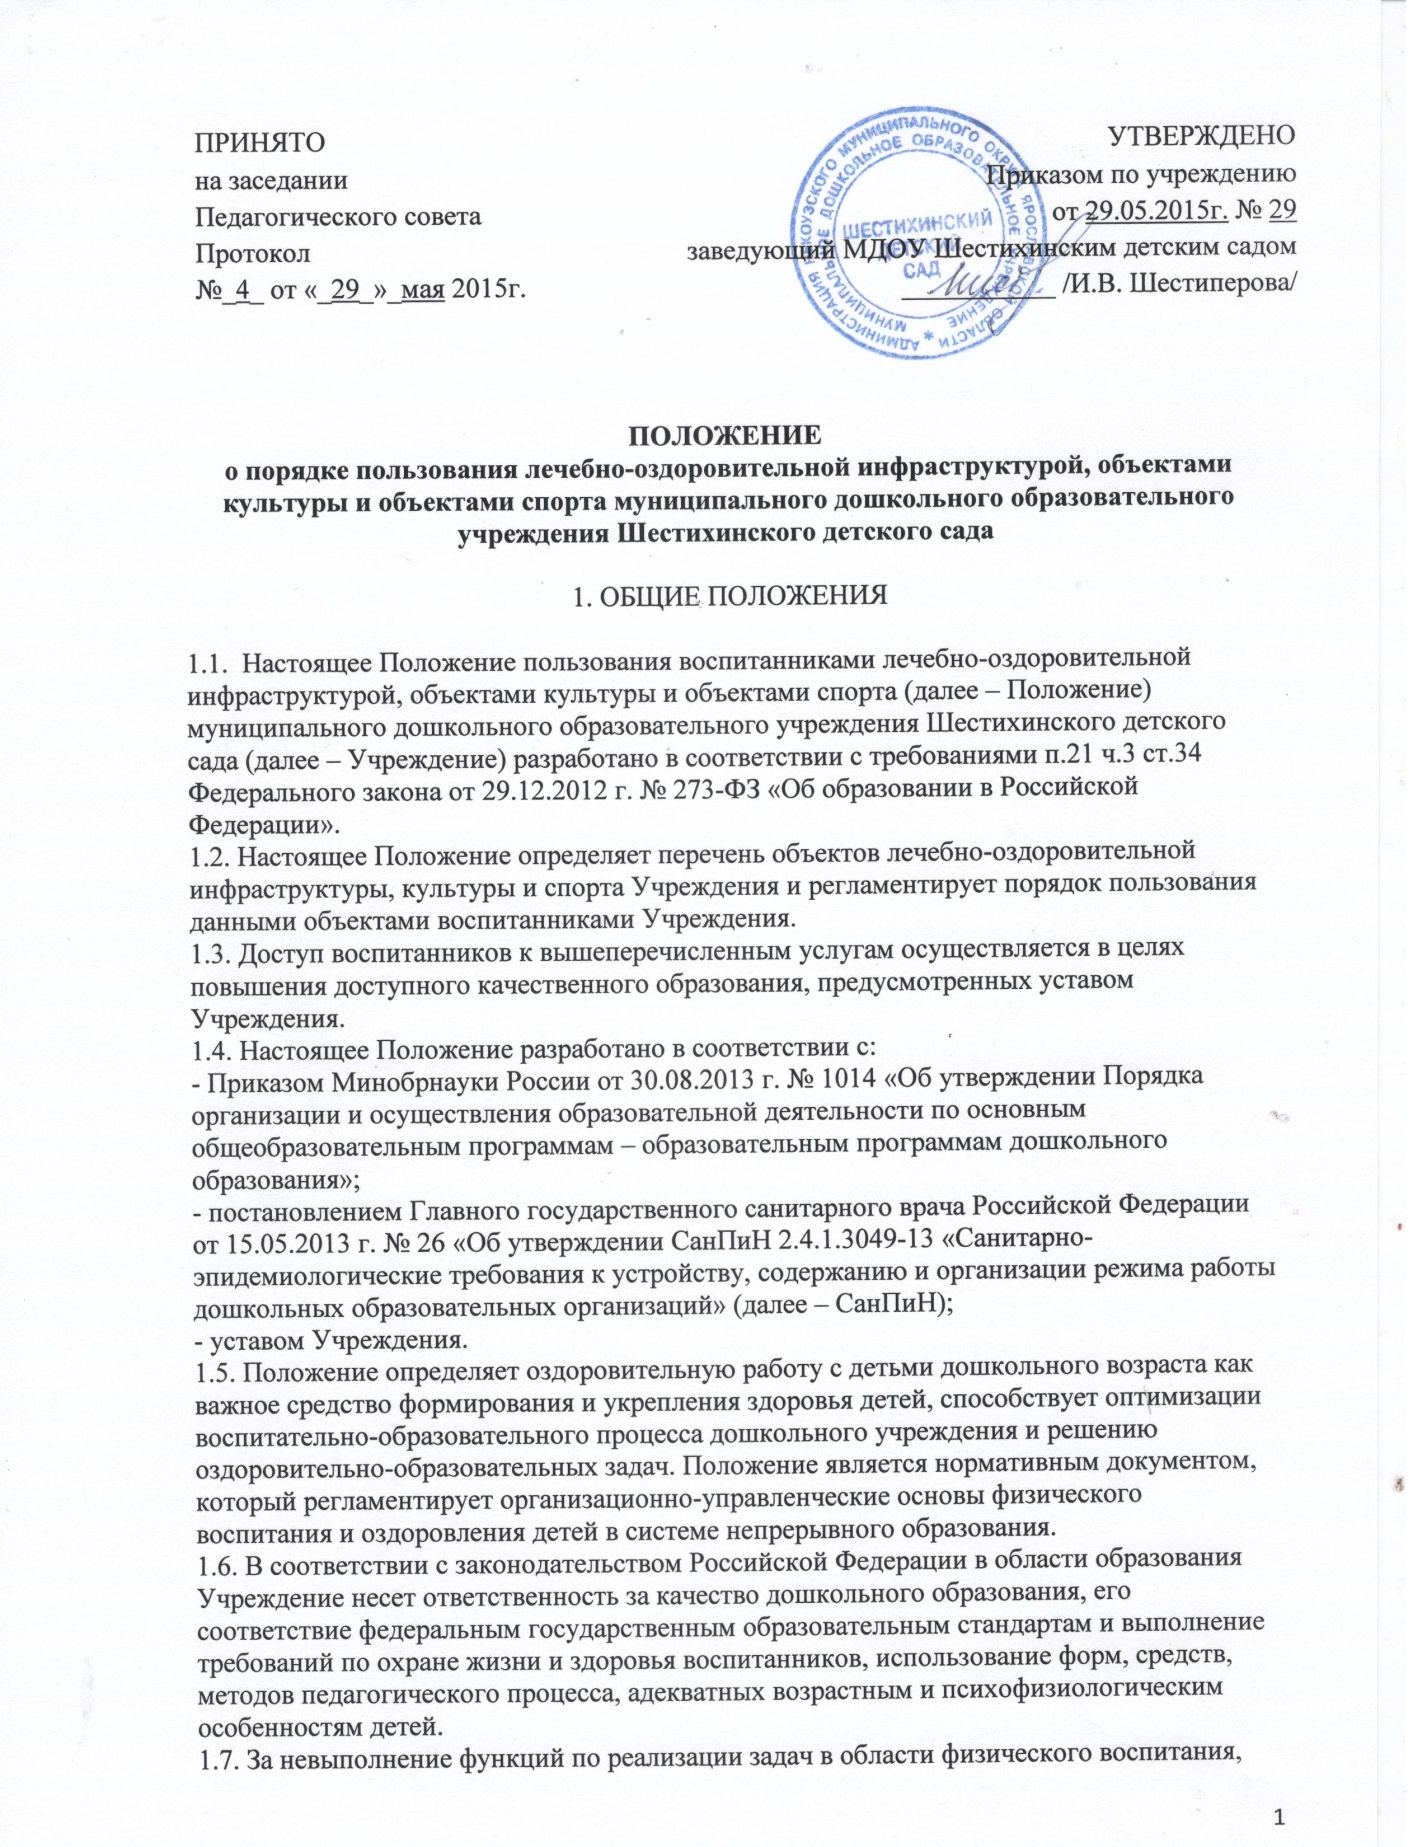 ПРИНЯТО
на заседании
Педагогического совета
Протокол
№_4_ от «_29_»_мая 2015г.
УТВЕРЖДЕНО
Приказом по учреждению
от 29.05.2015г. № 29
заведующий МДОУ Шестихинским детским садом
___________ /И.В. Шестиперова/
ШЕСТИХИНСКИЙ
ДЕТСКИЙ
САД
ПОЛОЖЕНИЕ
о порядке пользования лечебно-оздоровительной инфраструктурой, объектами
культуры и объектами спорта муниципального дошкольного образовательного
учреждения Шестихинского детского сада
1. ОБЩИЕ ПОЛОЖЕНИЯ
1.1. Настоящее Положение пользования воспитанниками лечебно-оздоровительной
инфраструктурой, объектами культуры и объектами спорта (далее – Положение)
муниципального дошкольного образовательного учреждения Шестихинского детского
сада (далее – Учреждение) разработано в соответствии с требованиями п.21 ч.3 ст.34
Федерального закона от 29.12.2012 г. № 273-ФЗ «Об образовании в Российской
Федерации».
1.2. Настоящее Положение определяет перечень объектов лечебно-оздоровительной
инфраструктуры, культуры и спорта Учреждения и регламентирует порядок пользования
данными объектами воспитанниками Учреждения.
1.3. Доступ воспитанников к вышеперечисленным услугам осуществляется в целях
повышения доступного качественного образования, предусмотренных уставом
Учреждения.
1.4. Настоящее Положение разработано в соответствии с:
- Приказом Минобрнауки России от 30.08.2013 г. № 1014 «Об утверждении Порядка
организации и осуществления образовательной деятельности по основным
общеобразовательным программам – образовательным программам дошкольного
образования»;
- постановлением Главного государственного санитарного врача Российской Федерации
от 15.05.2013 г. № 26 «Об утверждении СанПиН 2.4.1.3049-13 «Санитарно-
эпидемиологические требования к устройству, содержанию и организации режима работы
дошкольных образовательных организаций» (далее – СанПиН);
- уставом Учреждения.
1.5. Положение определяет оздоровительную работу с детьми дошкольного возраста как
важное средство формирования и укрепления здоровья детей, способствует оптимизации
воспитательно-образовательного процесса дошкольного учреждения и решению
оздоровительно-образовательных задач. Положение является нормативным документом,
который регламентирует организационно-управленческие основы физического
воспитания и оздоровления детей в системе непрерывного образования.
1.6. В соответствии с законодательством Российской Федерации в области образования
Учреждение несет ответственность за качество дошкольного образования, его
соответствие федеральным государственным образовательным стандартам и выполнение
требований по охране жизни и здоровья воспитанников, использование форм, средств,
методов педагогического процесса, адекватных возрастным и психофизиологическим
особенностям детей.
1.7. За невыполнение функций по реализации задач в области физического воспитания,
1